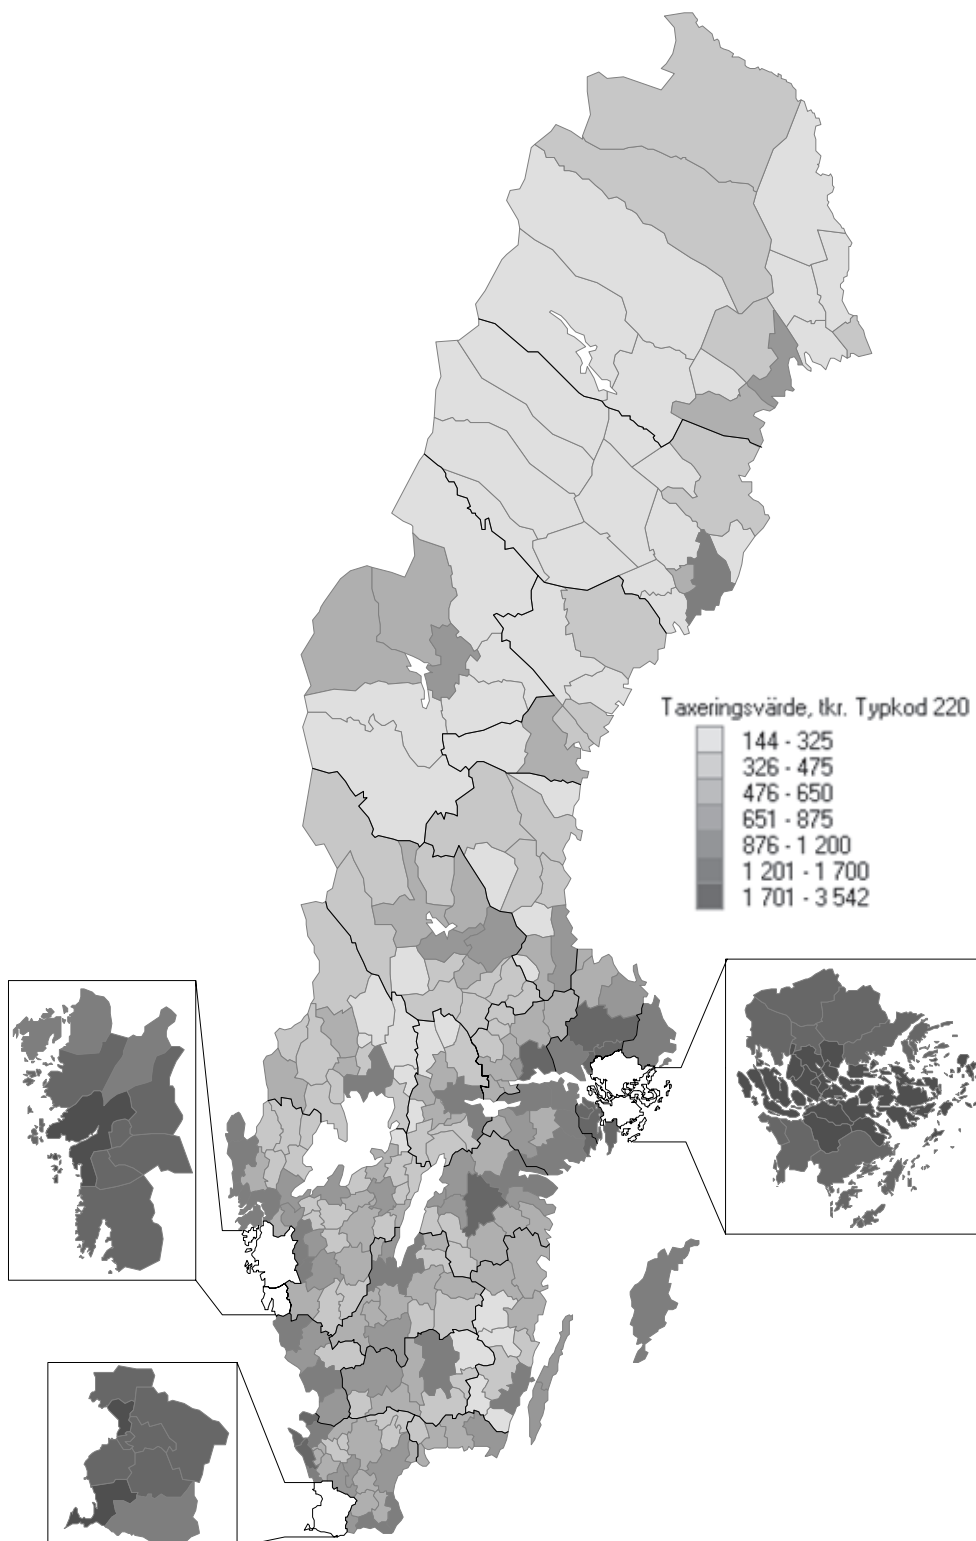 Taxeringsvärde, tkr. Typkod 220
144 - 325
326 - 475
476 - 650
651 - 875
876 - 1 200
1 201 - 1 700
1 701 - 3 542